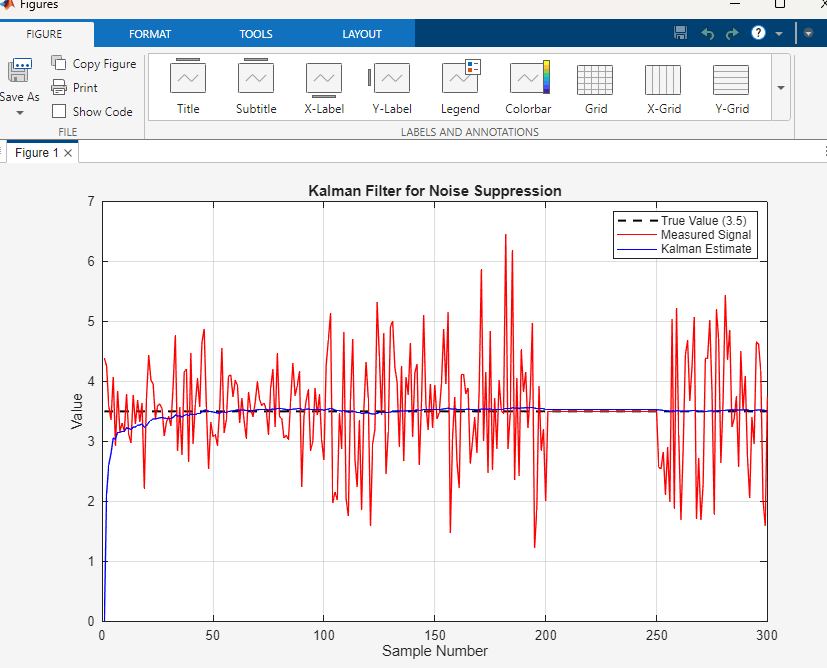 Figures
FIGURE FORMAT TOOLS LAYOUT
?
Save As
Copy Figure
Print
Show Code
Title Subtitle X-Label Y-Label Legend Colorbar Grid X-Grid Y-Grid
FILE LABELS AND ANNOTATIONS
Figure 1
Kalman Filter for Noise Suppression
True Value (3.5)
Measured Signal
Kalman Estimate
Value
7
6
5
4
3
2
1
0
0 50 100 150 200 250 300
Sample Number